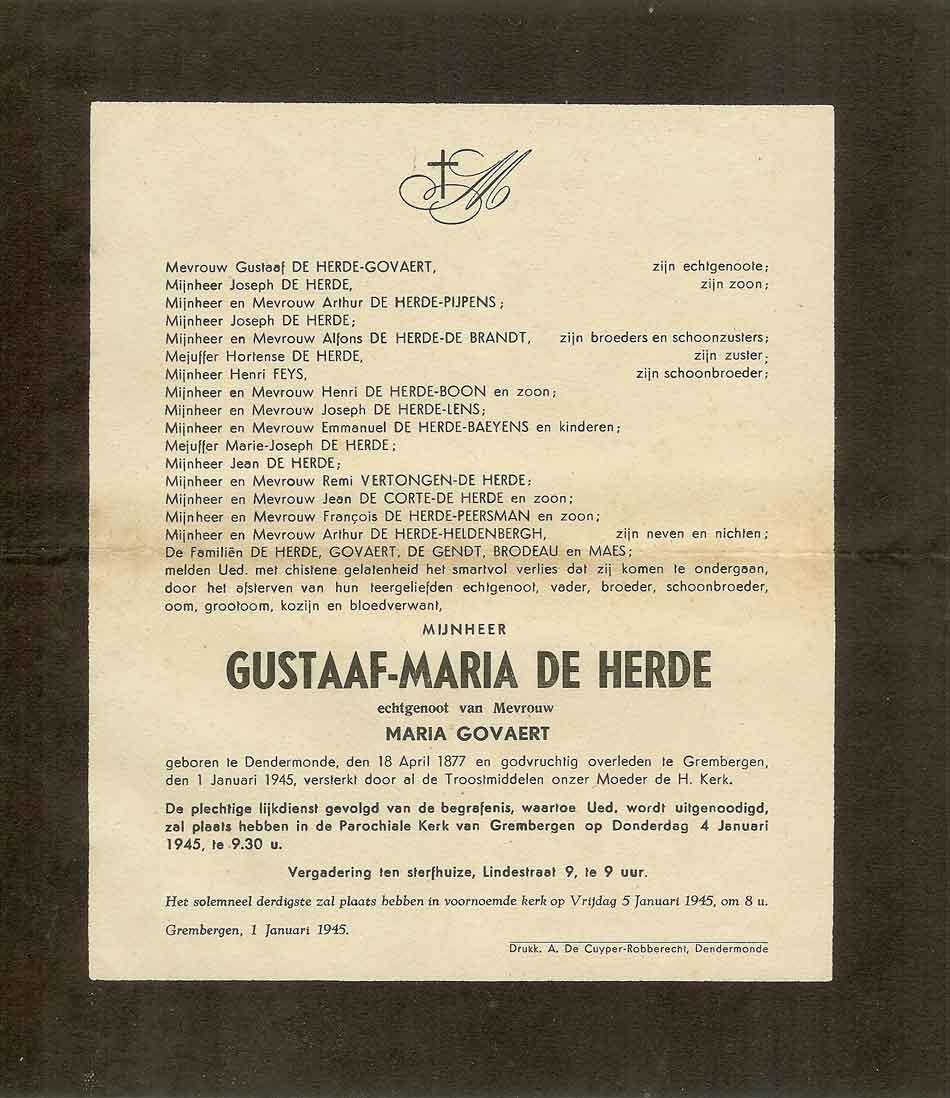 M
Mevrouw Gustaaf DE HERDE-GOVAERT, zijn echtgenoote;
Mijnheer Joseph DE HERDE, zijn zoon;
Mijnheer en Mevrouw Arthur DE HERDE-PIJPENS;
Mijnheer Joseph DE HERDE;
Mijnheer en Mevrouw Alfons DE HERDE-DE BRANDT, zijn broeders en schoonzusters;
Mejuffer Hortense DE HERDE, zijn zuster;
Mijnheer Henri FEYS, zijn schoonbroeder;
Mijnheer en Mevrouw Henri DE HERDE-BOON en zoon;
Mijnheer en Mevrouw Joseph DE HERDE-LENS;
Mijnheer en Mevrouw Emmanuel DE HERDE-BAEYENS en kinderen;
Mejuffer Marie-Joseph DE HERDE;
Mijnheer Jean DE HERDE;
Mijnheer en Mevrouw Remi VERTONGEN-DE HERDE;
Mijnheer en Mevrouw Jean DE CORTE-DE HERDE en zoon;
Mijnheer en Mevrouw François DE HERDE-PEERSMAN en zoon;
Mijnheer en Mevrouw Arthur DE HERDE-HELDENBERGH, zijn neven en nichten;
De Familiën DE HERDE, GOVAERT, DE GENDT, BRODEAU en MAES;
melden Ued. met chistene gelatenheid het smartvol verlies dat zij komen te ondergaan,
door het afsterven van hun teergeliefden echtgenoot, vader, broeder, schoonbroeder,
oom, grootoom, kozijn en bloedverwant,
MIJNHEER
GUSTAAF-MARIA DE HERDE
echtgenoot van Mevrouw
MARIA GOVAERT
geboren te Dendermonde, den 18 April 1877 en godvruchtig overleden te Grembergen,
den 1 Januari 1945, versterkt door al de Troostmiddelen onzer Moeder de H. Kerk.
De plechtige lijkdienst gevolgd van de begrafenis, waartoe Ued. wordt uitgenoodigd,
zal plaats hebben in de Parochiale Kerk van Grembergen op Donderdag 4 Januari
1945, te 9.30 u.
Vergadering ten sterfhuize, Lindestraat 9, te 9 uur.
Het solemneel derdigste zal plaats hebben in voornoemde kerk op Vrijdag 5 Januari 1945, om 8 u.
Grembergen, 1 Januari 1945.
Drukk. A. De Cuyper-Robberecht, Dendermonde